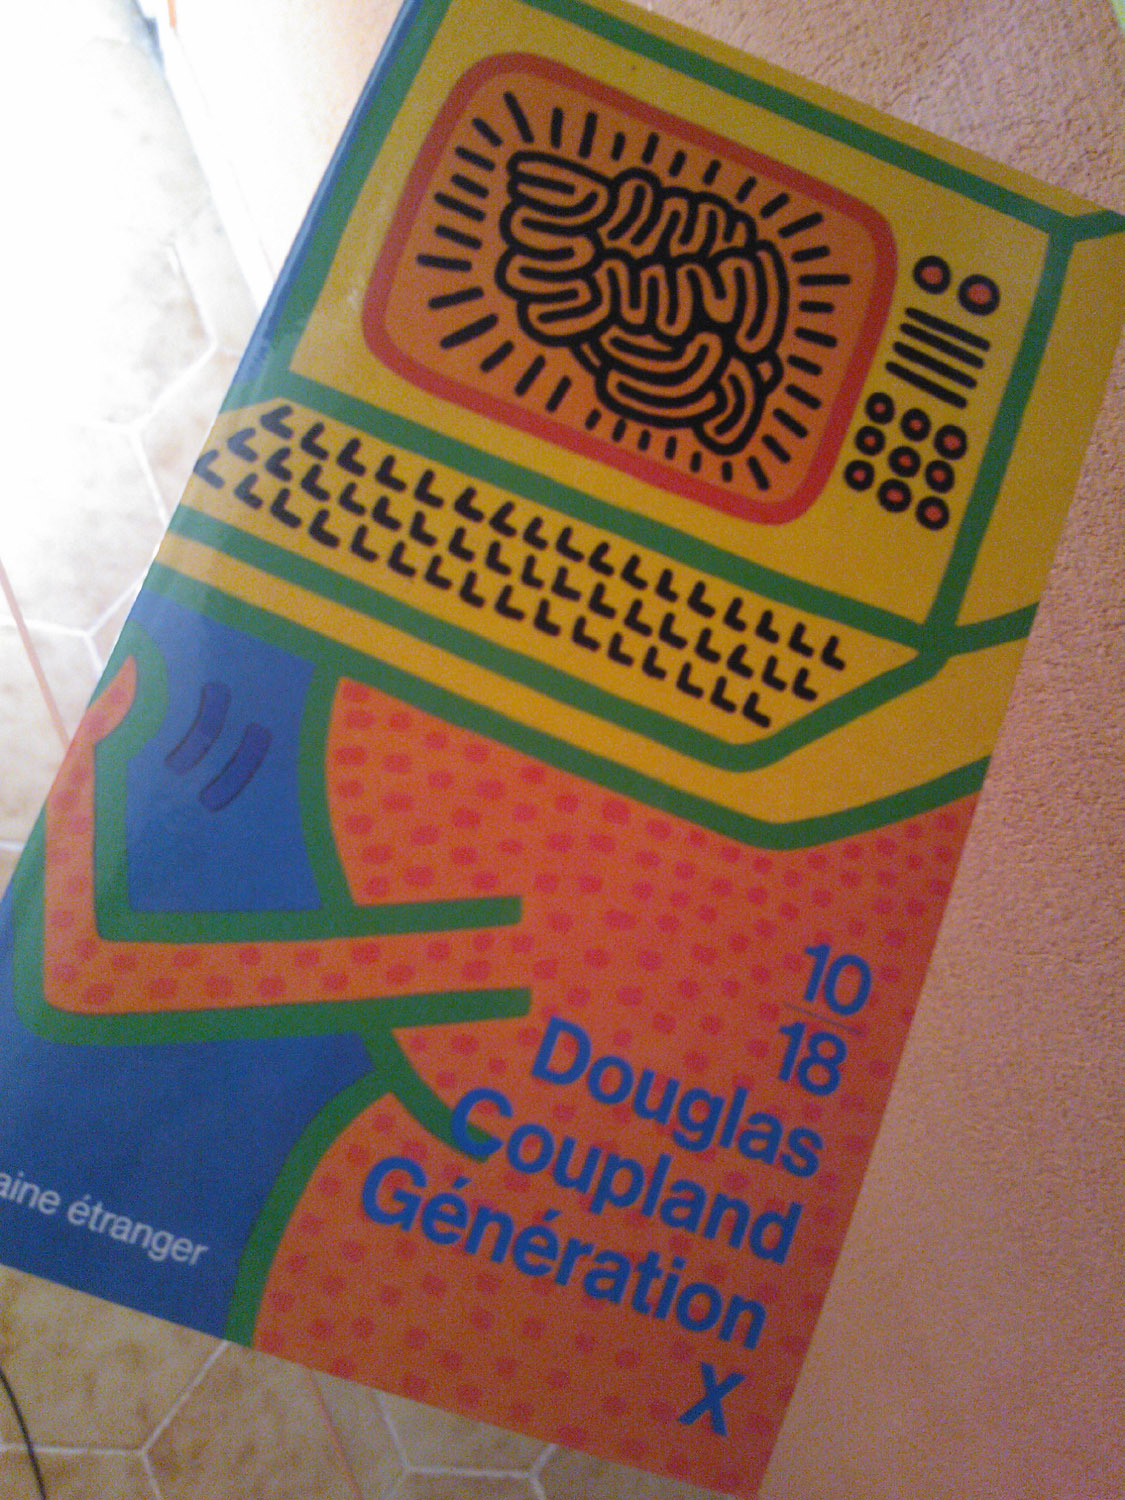 10
18
Douglas
Coupland
Génération
X
aine étranger